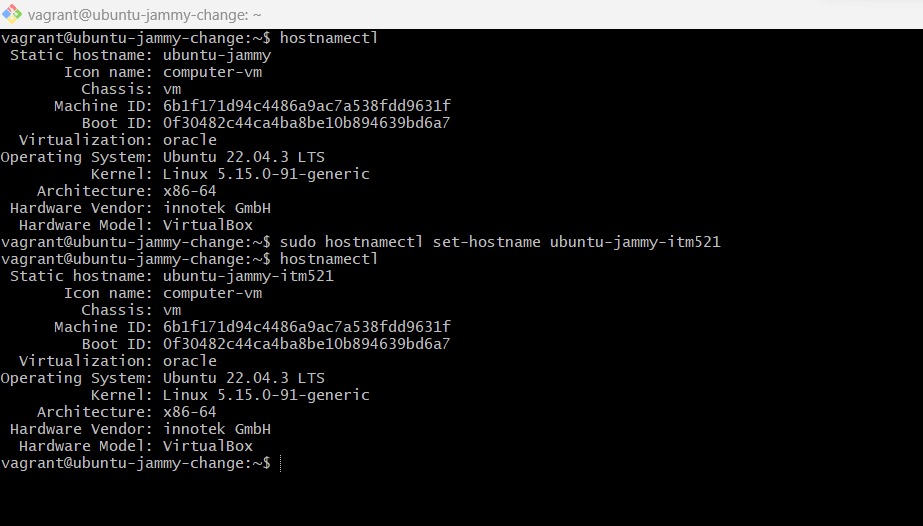 vagrant@ubuntu-jammy-change: ~
vagrant@ubuntu-jammy-change:~$ hostnamectl
Static hostname: ubuntu-jammy
Icon name: computer-vm
Chassis: vm
Machine ID: 6b1f171d94c4486a9ac7a538fdd9631f
Boot ID: 0f30482c44ca4ba8be10b894639bd6a7
Virtualization: oracle
Operating System: Ubuntu 22.04.3 LTS
Kernel: Linux 5.15.0-91-generic
Architecture: x86-64
Hardware Vendor: innotek GmbH
Hardware Model: VirtualBox
vagrant@ubuntu-jammy-change:~$ sudo hostnamectl set-hostname ubuntu-jammy-itm521
vagrant@ubuntu-jammy-change:~$ hostnamectl
Static hostname: ubuntu-jammy-itm521
Icon name: computer-vm
Chassis: vm
Machine ID: 6b1f171d94c4486a9ac7a538fdd9631f
Boot ID: 0f30482c44ca4ba8be10b894639bd6a7
Virtualization: oracle
Operating System: Ubuntu 22.04.3 LTS
Kernel: Linux 5.15.0-91-generic
Architecture: x86-64
Hardware Vendor: innotek GmbH
Hardware Model: VirtualBox
vagrant@ubuntu-jammy-change:~$